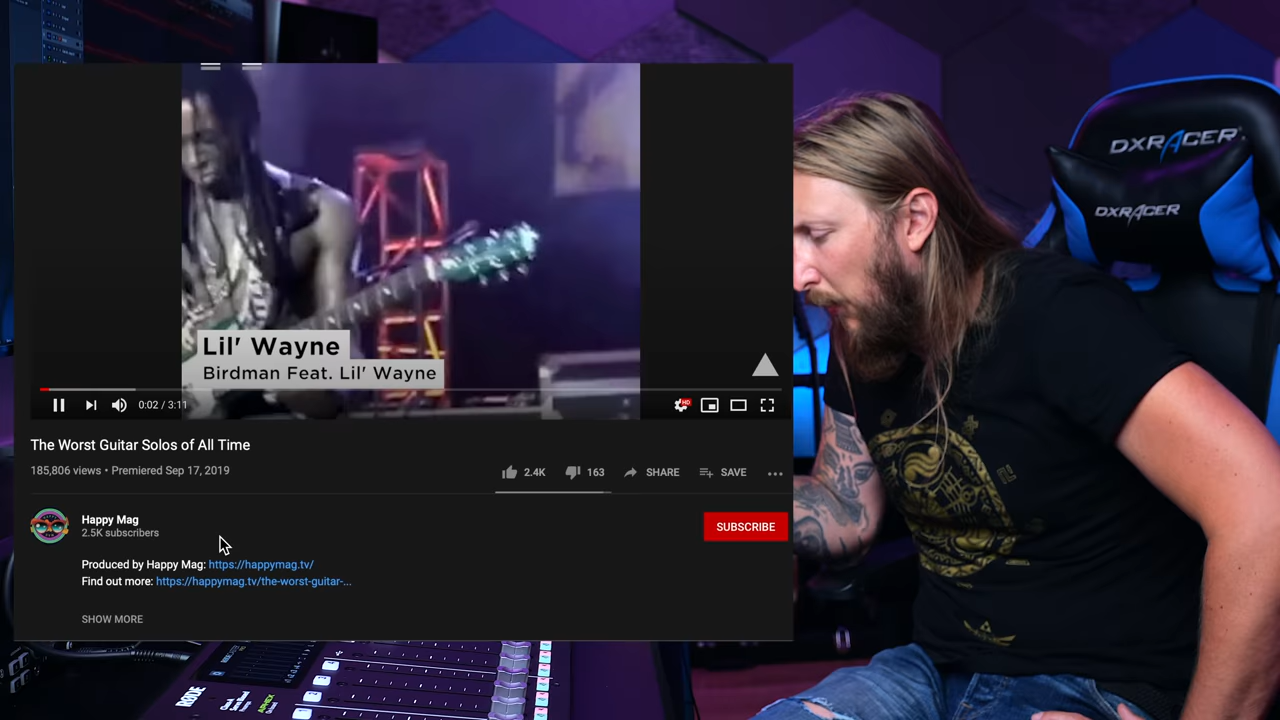 DXRACER
DXRACER
Lil' Wayne
Birdman Feat. Lil' Wayne
0:02 / 3:11
HD
The Worst Guitar Solos of All Time
185,806 views • Premiered Sep 17, 2019
2.4K
163
SHARE
SAVE
Happy Mag
2.5K subscribers
SUBSCRIBE
Produced by Happy Mag: https://happymag.tv/
Find out more: https://happymag.tv/the-worst-guitar-...
SHOW MORE
RØDE